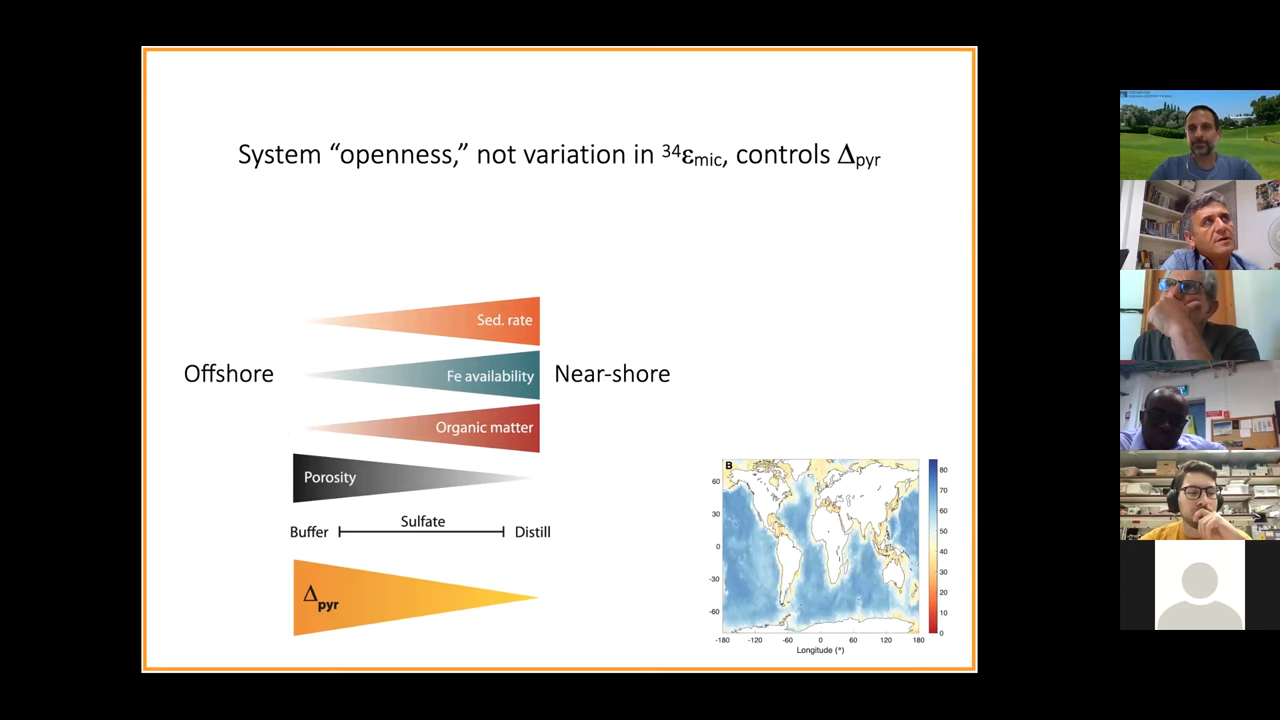 System “openness,” not variation in ³⁴εmic, controls Δpyr
Sed. rate
Offshore
Fe availability
Near-shore
Organic matter
Porosity
Sulfate
Buffer
Distill
Δpyr
B
60
30
0
-30
-60
-180 -120 -60 0 60 120 180
Longitude (°)
80
70
60
50
40
30
20
10
0